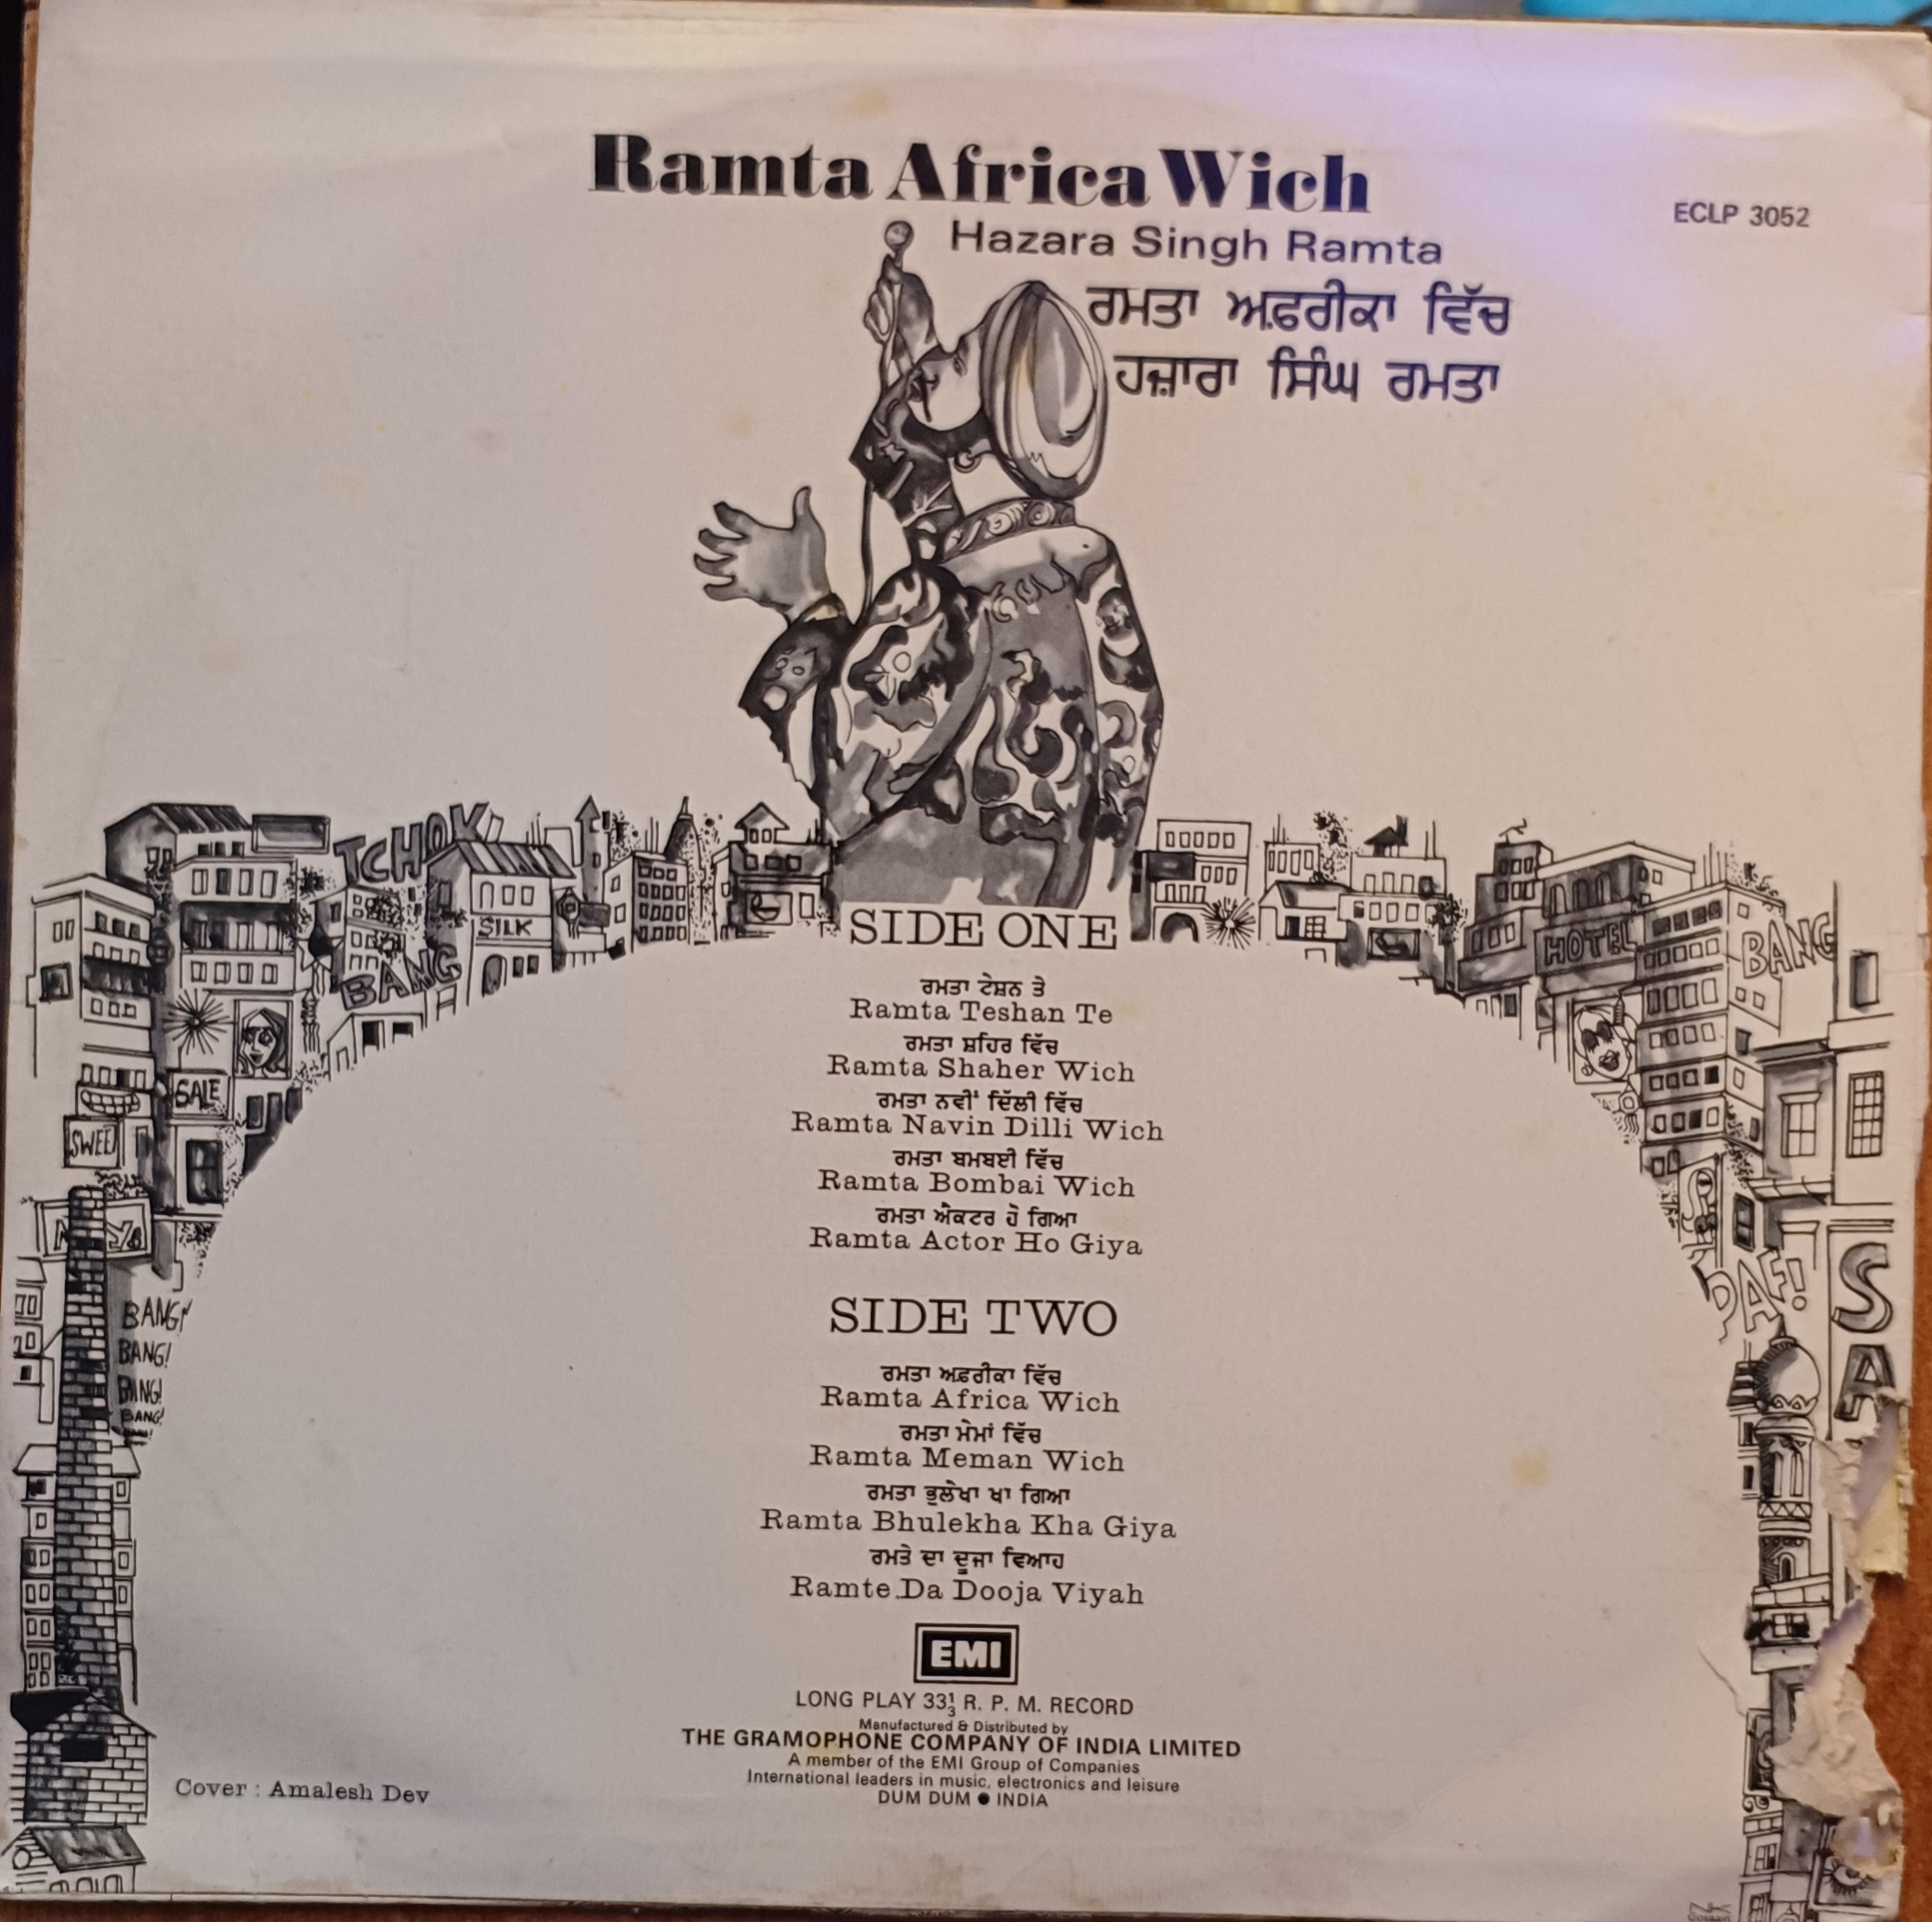 Ramta Africa Wich
ECLP 3052
Hazara Singh Ramta
ਰਮਤਾ ਅਫ਼ਰੀਕਾ ਵਿੱਚ
ਹਜ਼ਾਰਾ ਸਿੰਘ ਰਮਤਾ
TCHOK
SILK
BANG
HOTEL
BANG
SALE
SWEE
BANG!
BANG!
BANG!
BANG!
DAF!
SA
SIDE ONE
ਰਮਤਾ ਟੇਸ਼ਨ ਤੇ
Ramta Teshan Te
ਰਮਤਾ ਸ਼ਹਿਰ ਵਿੱਚ
Ramta Shaher Wich
ਰਮਤਾ ਨਵੀਂ ਦਿੱਲੀ ਵਿੱਚ
Ramta Navin Dilli Wich
ਰਮਤਾ ਬਮਬਈ ਵਿੱਚ
Ramta Bombai Wich
ਰਮਤਾ ਐਕਟਰ ਹੋ ਗਿਆ
Ramta Actor Ho Giya
SIDE TWO
ਰਮਤਾ ਅਫ਼ਰੀਕਾ ਵਿੱਚ
Ramta Africa Wich
ਰਮਤਾ ਮੇਮਾਂ ਵਿੱਚ
Ramta Meman Wich
ਰਮਤਾ ਭੁਲੇਖਾ ਖਾ ਗਿਆ
Ramta Bhulekha Kha Giya
ਰਮਤੇ ਦਾ ਦੂਜਾ ਵਿਆਹ
Ramte Da Dooja Viyah
EMI
LONG PLAY 33⅓ R. P. M. RECORD
Manufactured & Distributed by
THE GRAMOPHONE COMPANY OF INDIA LIMITED
A member of the EMI Group of Companies
International leaders in music, electronics and leisure
DUM DUM ● INDIA
Cover : Amalesh Dev